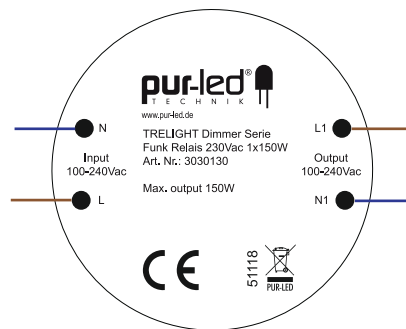 pur-led®
TECHNIK
www.pur-led.de
TRELIGHT Dimmer Serie
Funk Relais 230Vac 1x150W
Art. Nr.: 3030130
Max. output 150W
N
Input
100-240Vac
L
L1
Output
100-240Vac
N1
CE
51118
PUR-LED